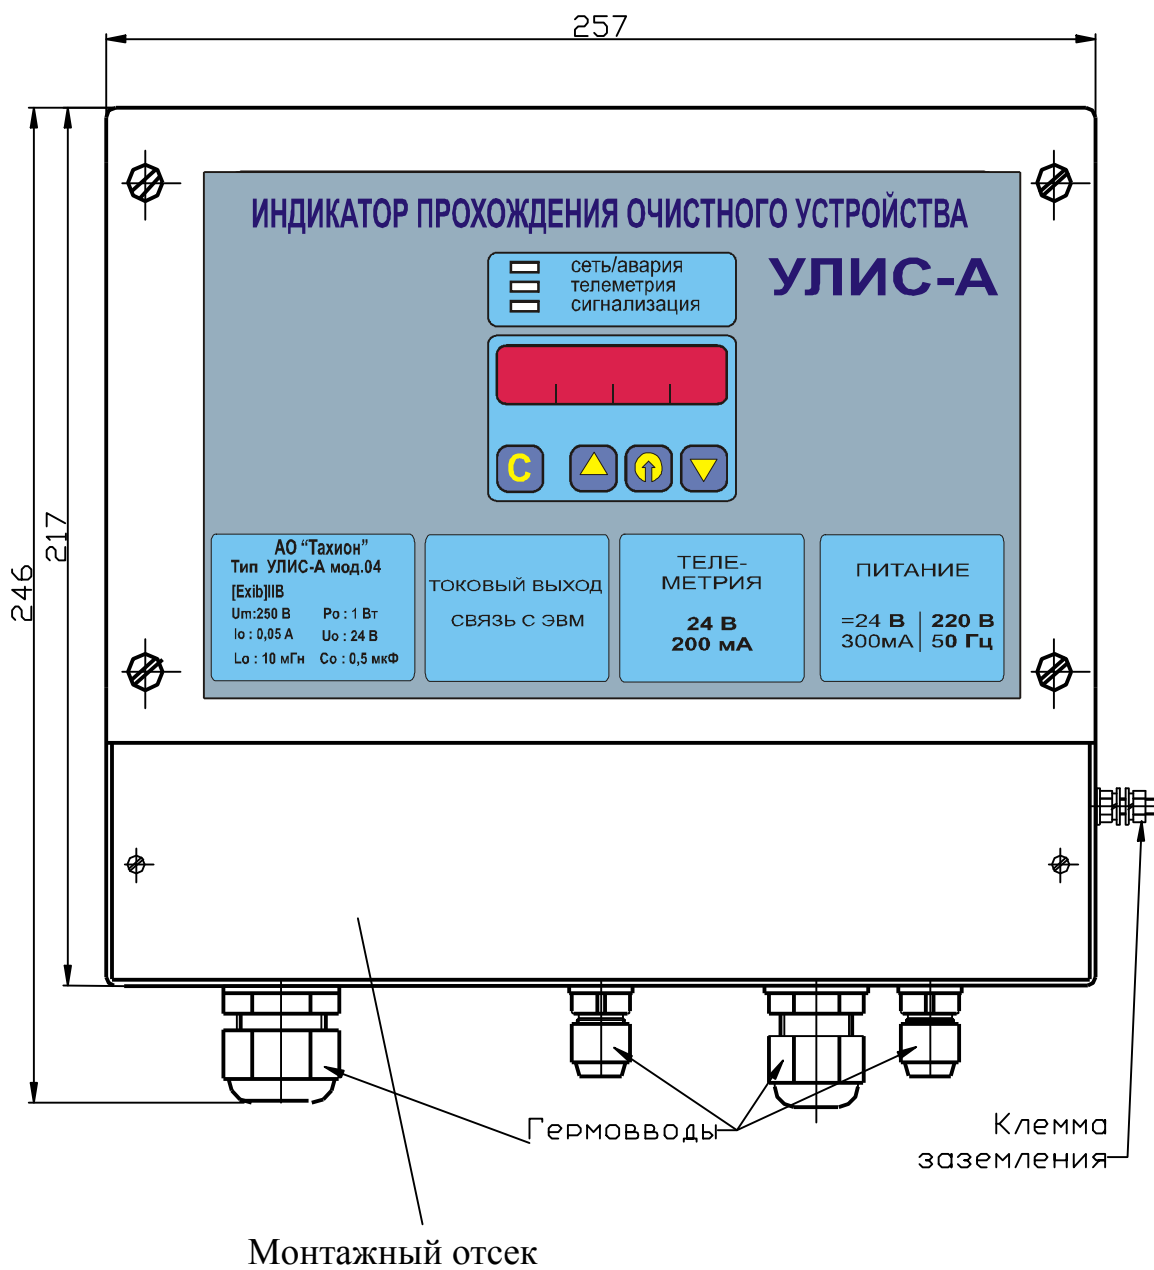 257
ИНДИКАТОР ПРОХОЖДЕНИЯ ОЧИСТНОГО УСТРОЙСТВА
УЛИС-А
сеть/авария
телеметрия
сигнализация
С
217
246
АО “Тахион”
Тип УЛИС-А мод.04
[Exib]IIB
Um:250 В Po : 1 Вт
Io : 0,05 А Uo : 24 В
Lo : 10 мГн Co : 0,5 мкФ
ТОКОВЫЙ ВЫХОД
СВЯЗЬ С ЭВМ
ТЕЛЕ-
МЕТРИЯ
24 В
200 мА
ПИТАНИЕ
=24 В 220 В
300мА 50 Гц
Гермовводы
Клемма
заземления
Монтажный отсек